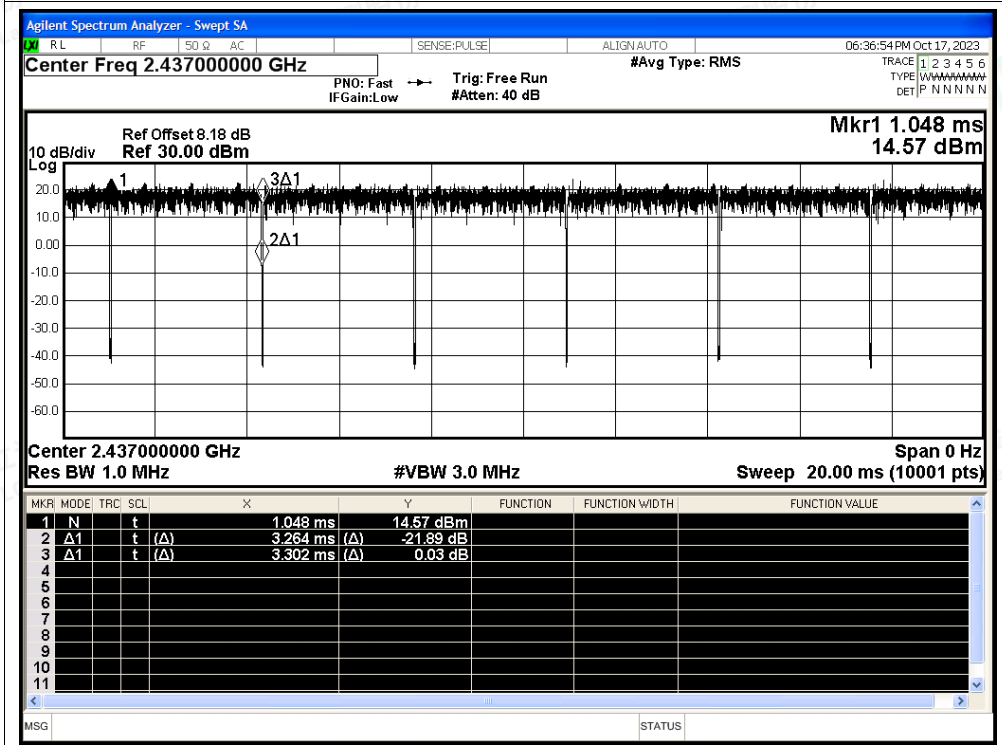 Agilent Spectrum Analyzer - Swept SA
LXI RL RF 50 Ω AC SENSE:PULSE ALIGN AUTO 06:36:54 PM Oct 17, 2023
Center Freq 2.437000000 GHz #Avg Type: RMS TRACE 1 2 3 4 5 6
PNO: Fast Trig: Free Run TYPE WWWWWW
IFGain:Low #Atten: 40 dB DET P N N N N N
Mkr1 1.048 ms
Ref Offset 8.18 dB
10 dB/div Ref 30.00 dBm 14.57 dBm
Log
1 3Δ1
20.0
10.0
0.00 2Δ1
-10.0
-20.0
-30.0
-40.0
-50.0
-60.0
Center 2.437000000 GHz Span 0 Hz
Res BW 1.0 MHz #VBW 3.0 MHz Sweep 20.00 ms (10001 pts)
MKR MODE TRC SCL X Y FUNCTION FUNCTION WIDTH FUNCTION VALUE
1 N t 1.048 ms 14.57 dBm
2 Δ1 t (Δ) 3.264 ms (Δ) -21.89 dB
3 Δ1 t (Δ) 3.302 ms (Δ) 0.03 dB
4
5
6
7
8
9
10
11
MSG STATUS